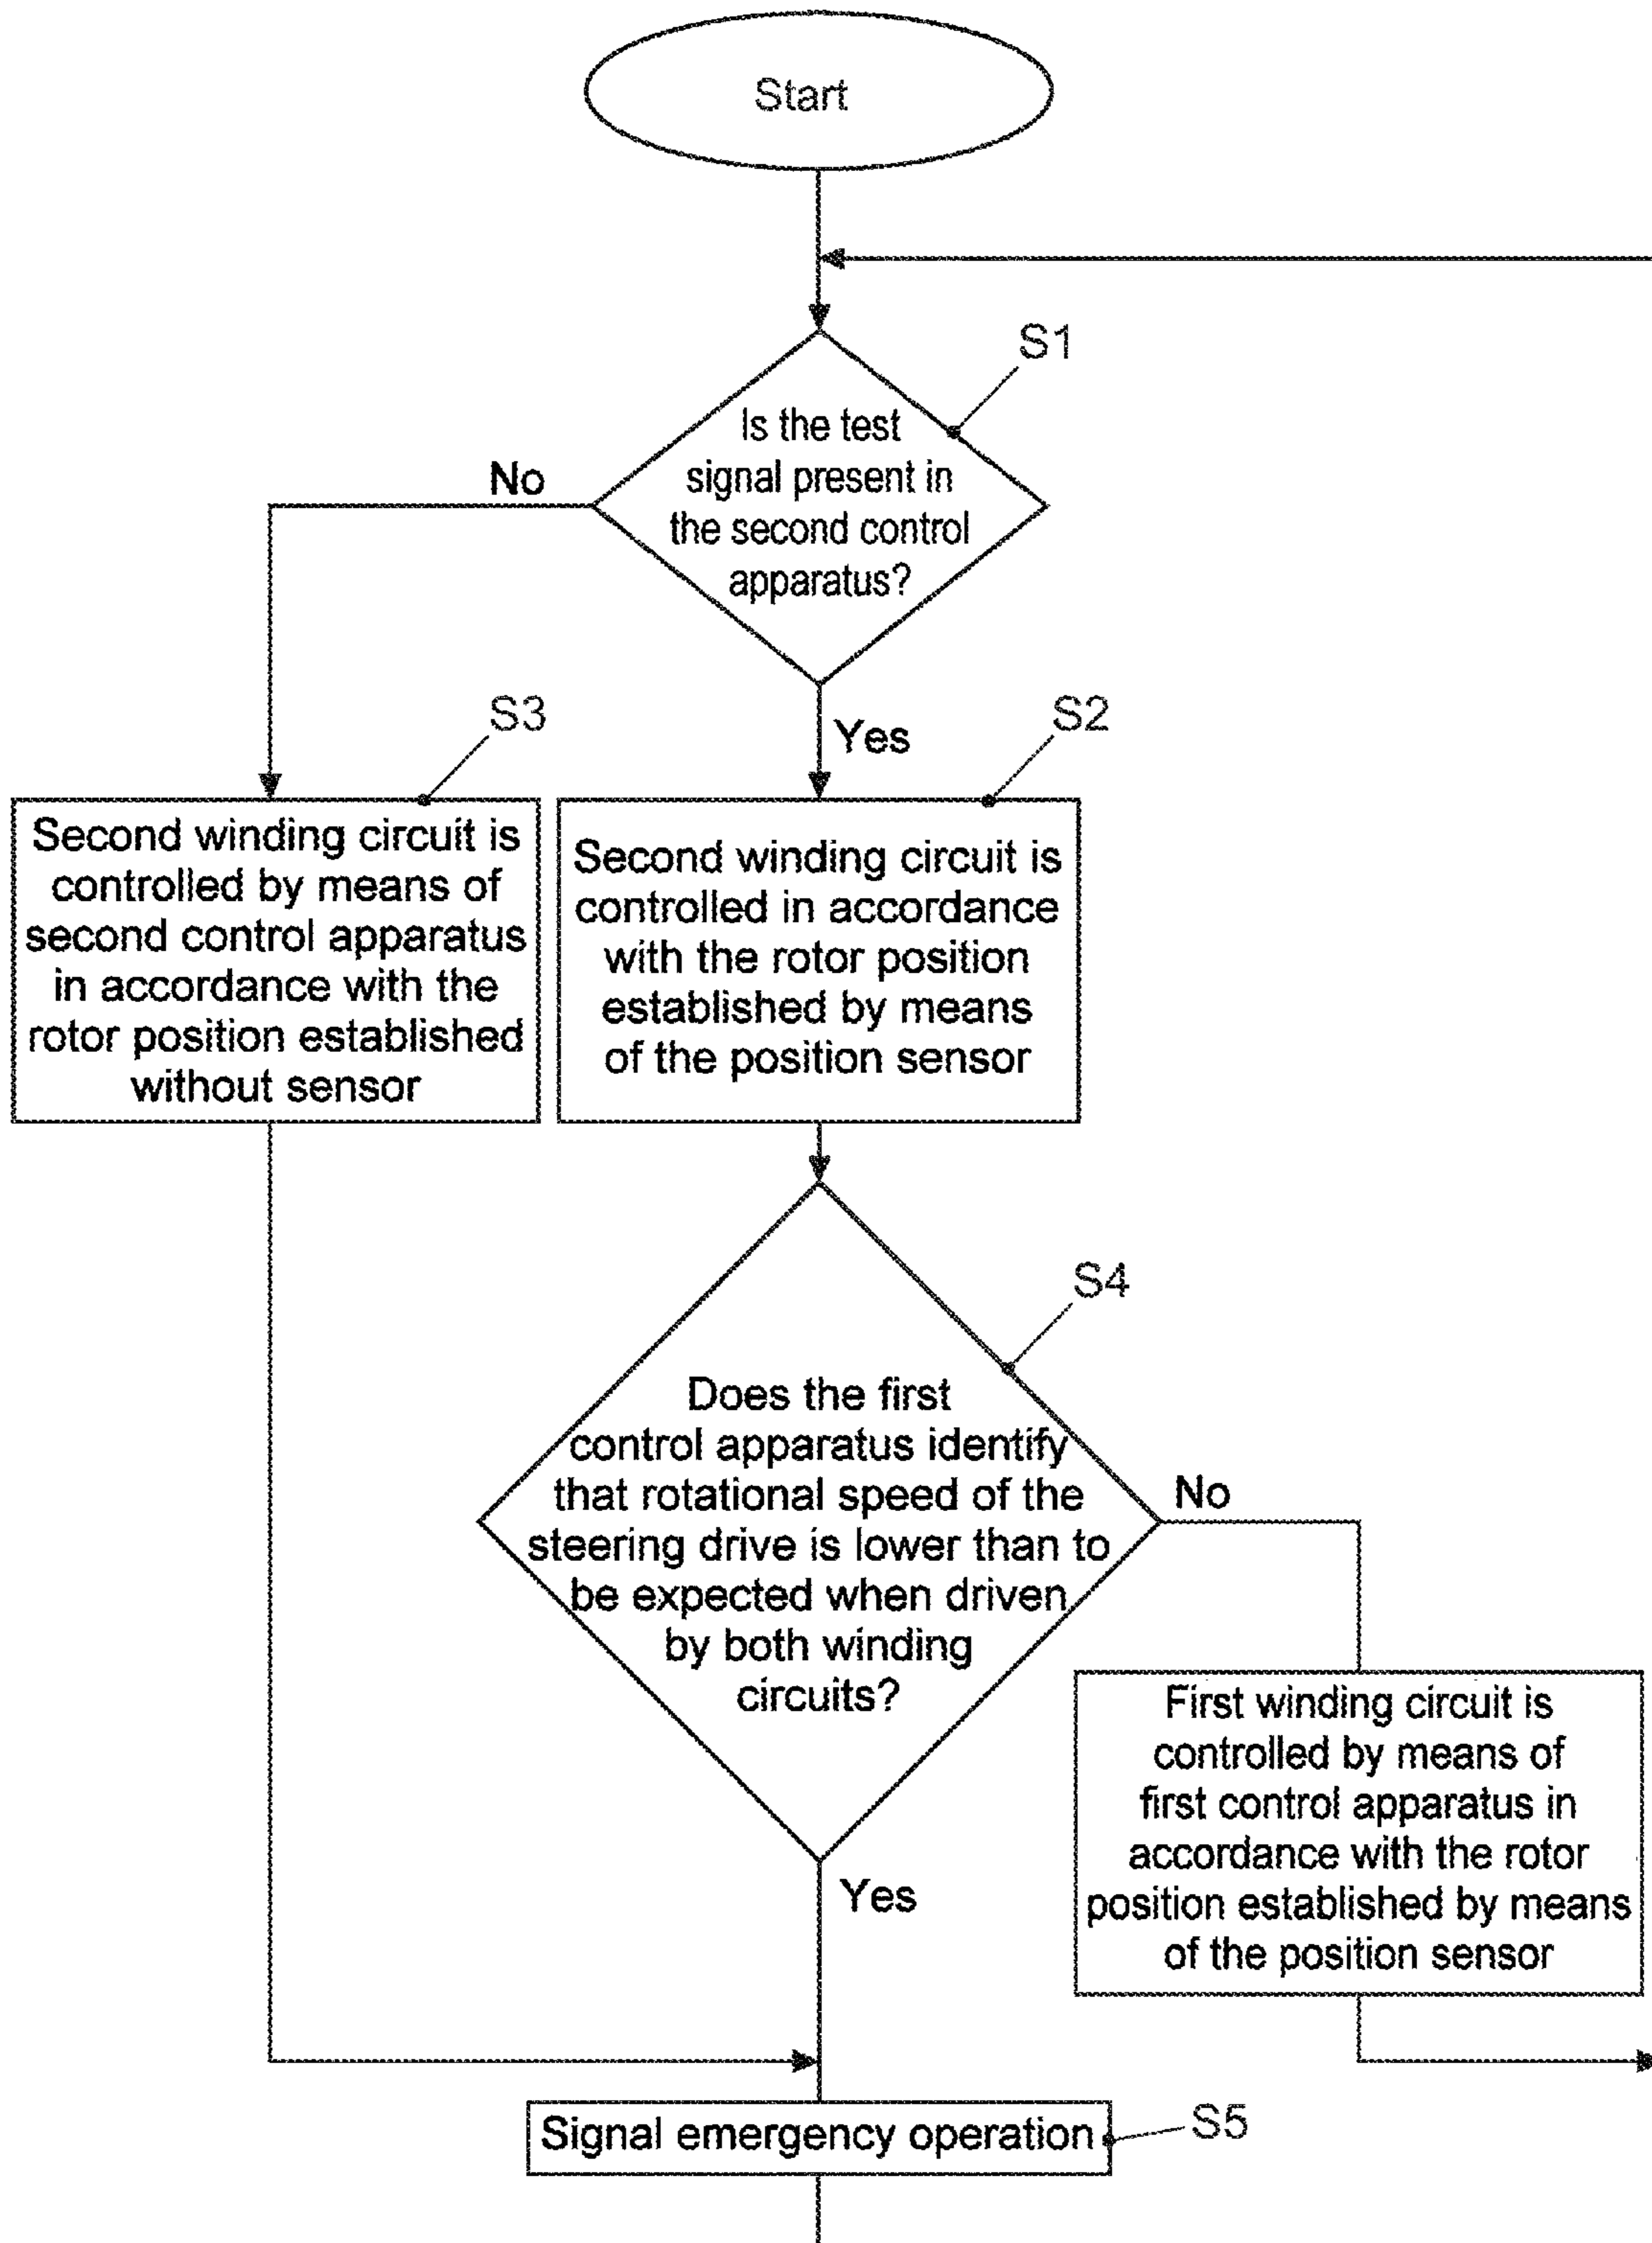 Start
S1
Is the test
signal present in
the second control
apparatus?
No
Yes
S3
S2
Second winding circuit is
controlled by means of
second control apparatus
in accordance with the
rotor position established
without sensor
Second winding circuit is
controlled in accordance
with the rotor position
established by means
of the position sensor
S4
Does the first
control apparatus identify
that rotational speed of the
steering drive is lower than to
be expected when driven
by both winding
circuits?
No
Yes
First winding circuit is
controlled by means of
first control apparatus in
accordance with the rotor
position established by means
of the position sensor
Signal emergency operation
S5